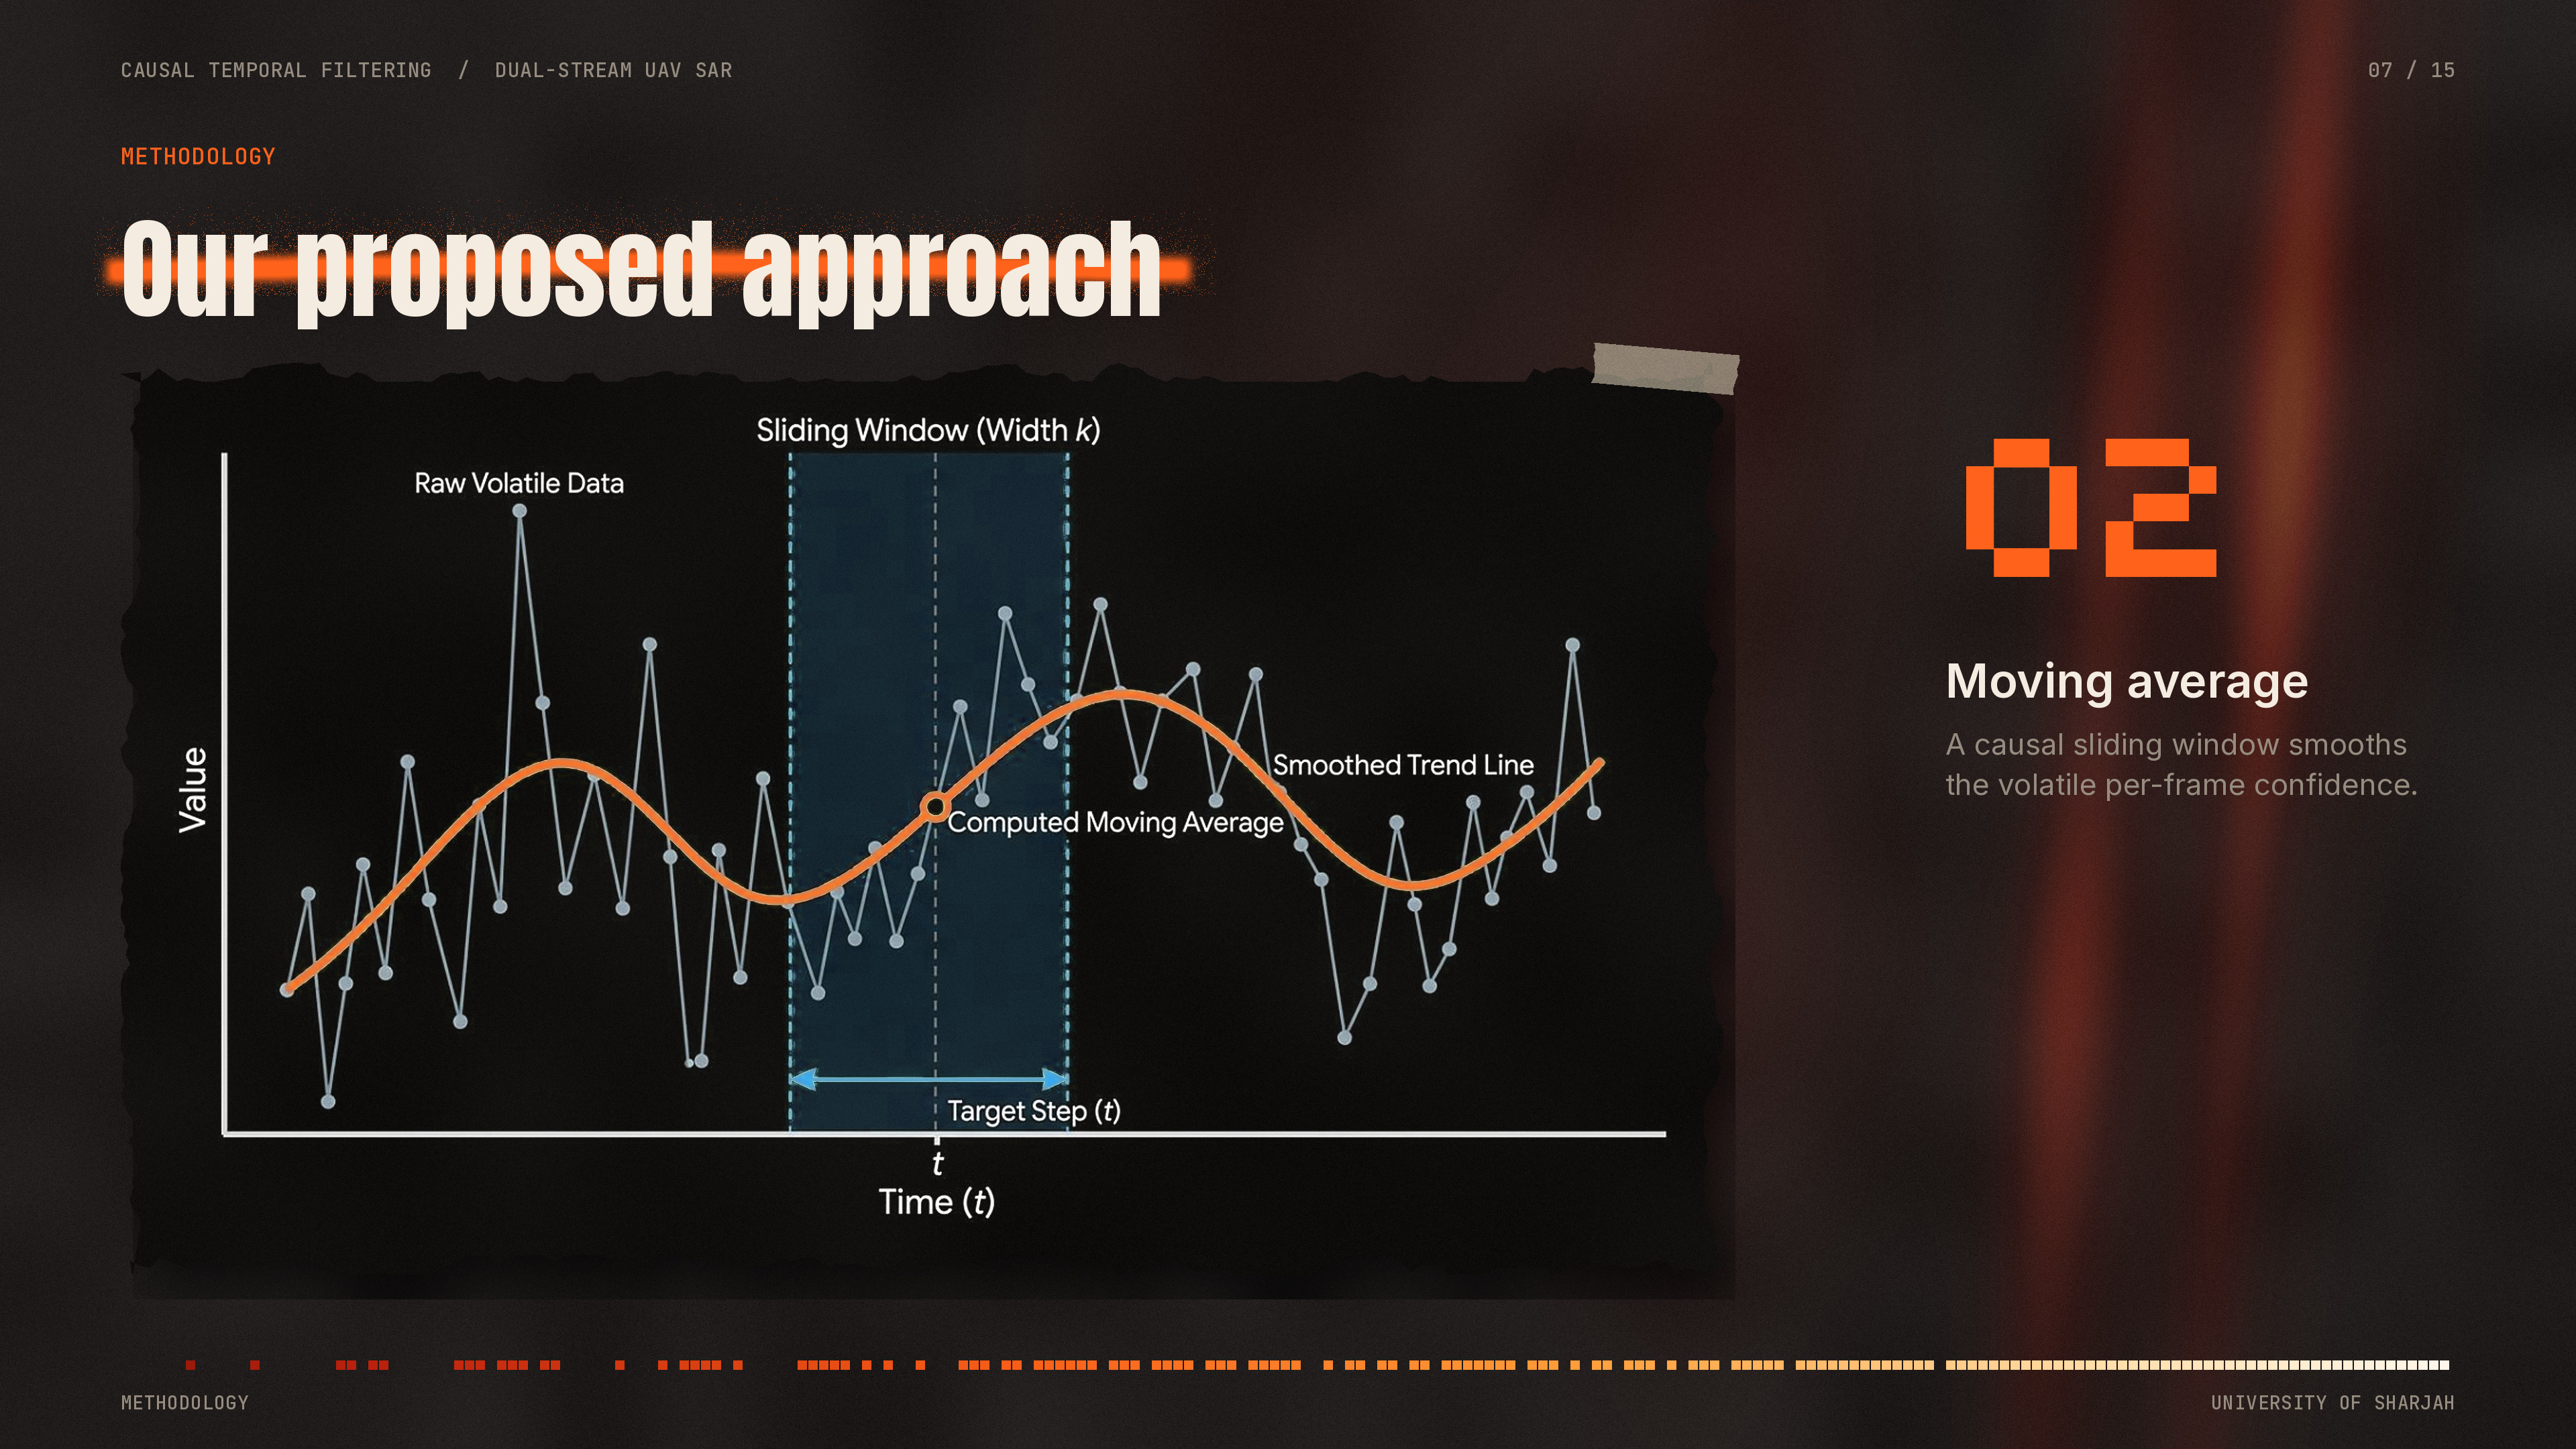 CAUSAL TEMPORAL FILTERING / DUAL-STREAM UAV SAR
07 / 15
METHODOLOGY
Our proposed approach
Sliding Window (Width k)
Raw Volatile Data
Value
Smoothed Trend Line
Computed Moving Average
Target Step (t)
t
Time (t)
02
Moving average
A causal sliding window smooths
the volatile per-frame confidence.
METHODOLOGY
UNIVERSITY OF SHARJAH